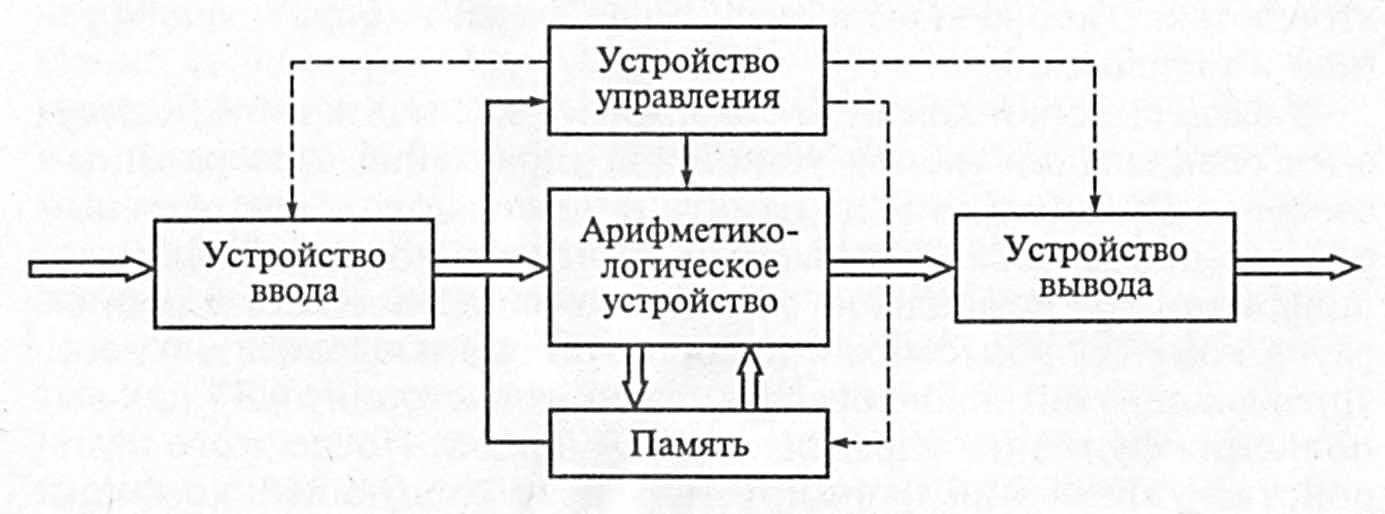 Устройство
управления
Устройство
ввода
Арифметико-
логическое
устройство
Устройство
вывода
Память